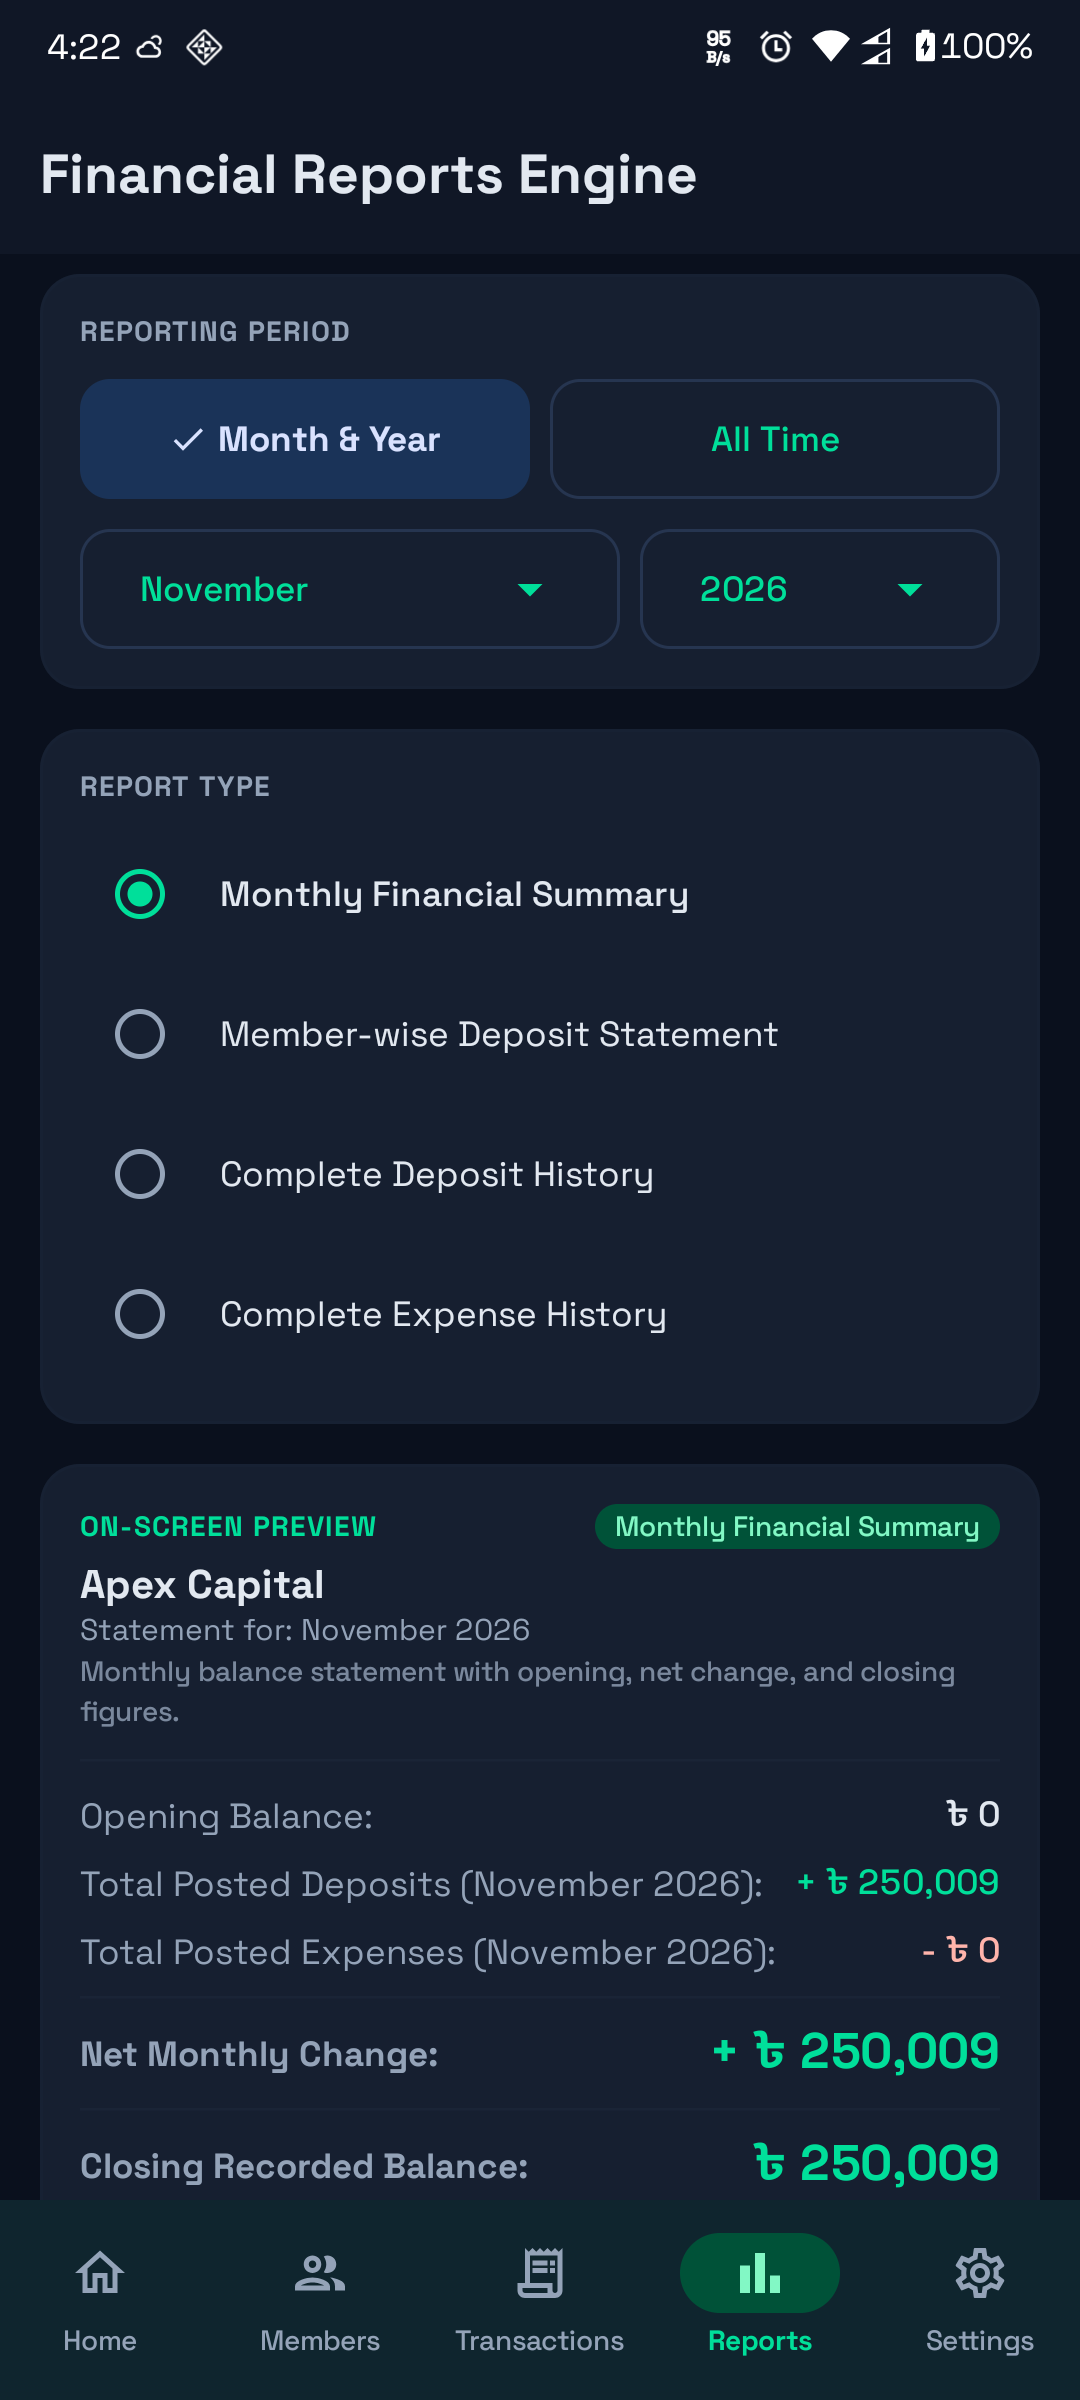 4:22
95
B/s
100%
Financial Reports Engine
REPORTING PERIOD
Month & Year
All Time
November
2026
REPORT TYPE
Monthly Financial Summary
Member-wise Deposit Statement
Complete Deposit History
Complete Expense History
ON-SCREEN PREVIEW
Monthly Financial Summary
Apex Capital
Statement for: November 2026
Monthly balance statement with opening, net change, and closing
figures.
Opening Balance: ৳ 0
Total Posted Deposits (November 2026): + ৳ 250,009
Total Posted Expenses (November 2026): - ৳ 0
Net Monthly Change: + ৳ 250,009
Closing Recorded Balance: ৳ 250,009
Home
Members
Transactions
Reports
Settings